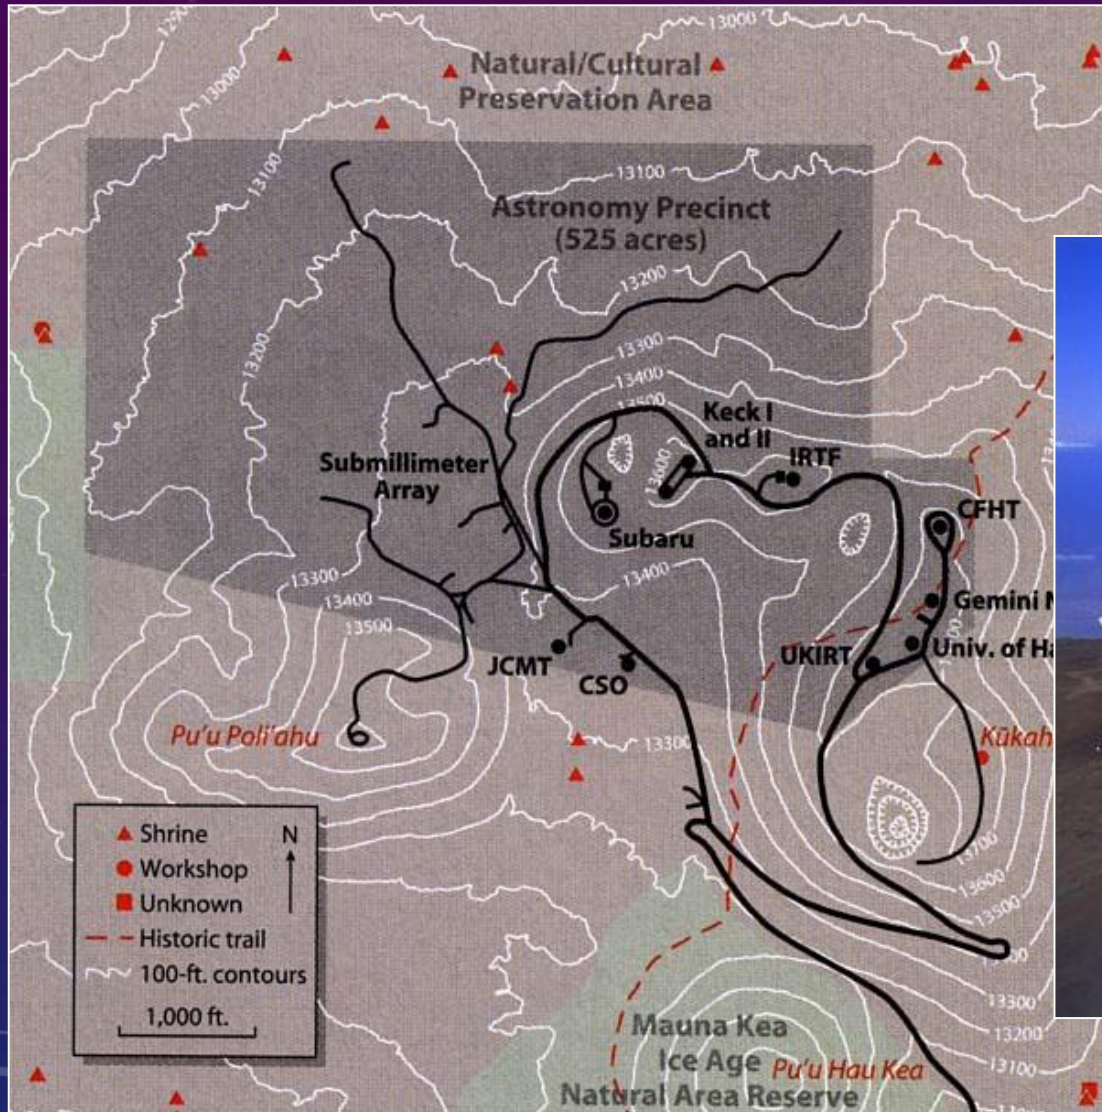 1290
13000
13000
Natural/Cultural
Preservation Area
13100
13100
Astronomy Precinct
(525 acres)
13200
13200
13300
13400
13500
Keck I
and II
13600
IRTF
Submillimeter
Array
CFHT
Subaru
13300
13400
13400
13500
Gemini N
JCMT
CSO
UKIRT
Univ. of Ha
Pu'u Poli'ahu
13300
Kūkah
Shrine
N
Workshop
Unknown
Historic trail
100-ft. contours
1,000 ft.
13700
13600
13500
13300
13200
13100
Mauna Kea
Ice Age
Natural Area Reserve
Pu'u Hau Kea